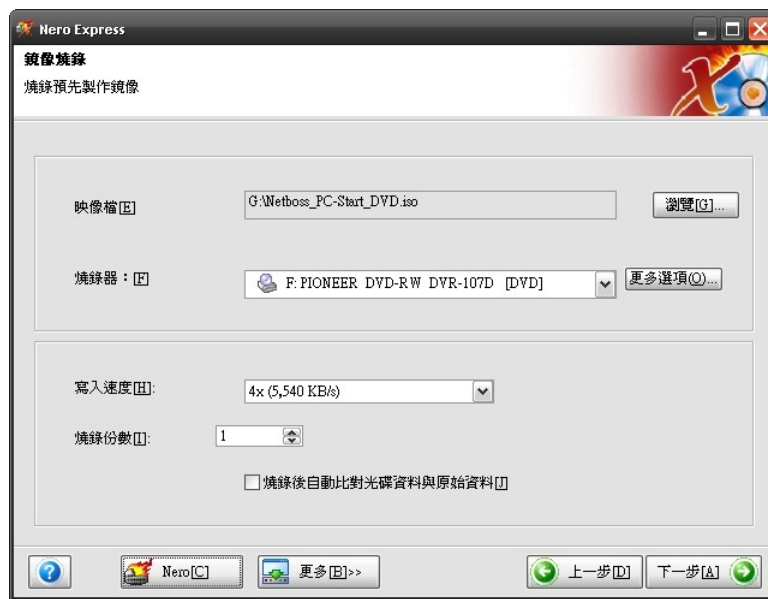 Nero Express
鏡像燒錄
燒錄預先製作鏡像
映像檔[E]
G:\Netboss_PC-Start_DVD.iso
瀏覽[G]...
燒錄器：[F]
F: PIONEER DVD-RW DVR-107D [DVD]
更多選項(O)...
寫入速度[H]:
4x (5,540 KB/s)
燒錄份數[I]:
1
燒錄後自動比對光碟資料與原始資料[J]
Nero[C]
更多[B]>>
上一步[D]
下一步[A]